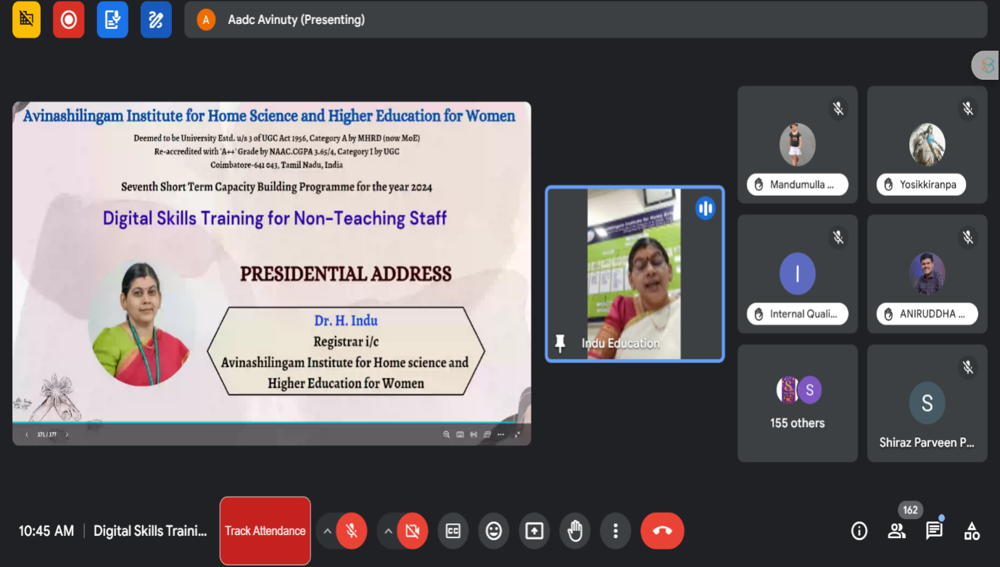 A
Aadc Avinuty (Presenting)
Avinashilingam Institute for Home Science and Higher Education for Women
Deemed to be University Estd. u/s 3 of UGC Act 1956, Category A by MHRD (now MoE)
Re-accredited with 'A++' Grade by NAAC.CGPA 3.65/4, Category I by UGC
Coimbatore-641 043, Tamil Nadu, India
Seventh Short Term Capacity Building Programme for the year 2024
Digital Skills Training for Non-Teaching Staff
PRESIDENTIAL ADDRESS
Dr. H. Indu
Registrar i/c
Avinashilingam Institute for Home science and
Higher Education for Women
171 / 177
Indu Education
Mandumulla ...
Yosikkiranpa
I
Internal Quali...
ANIRUDDHA ...
S
155 others
S
Shiraz Parveen P...
10:45 AM
Digital Skills Traini...
Track Attendance
CC
162